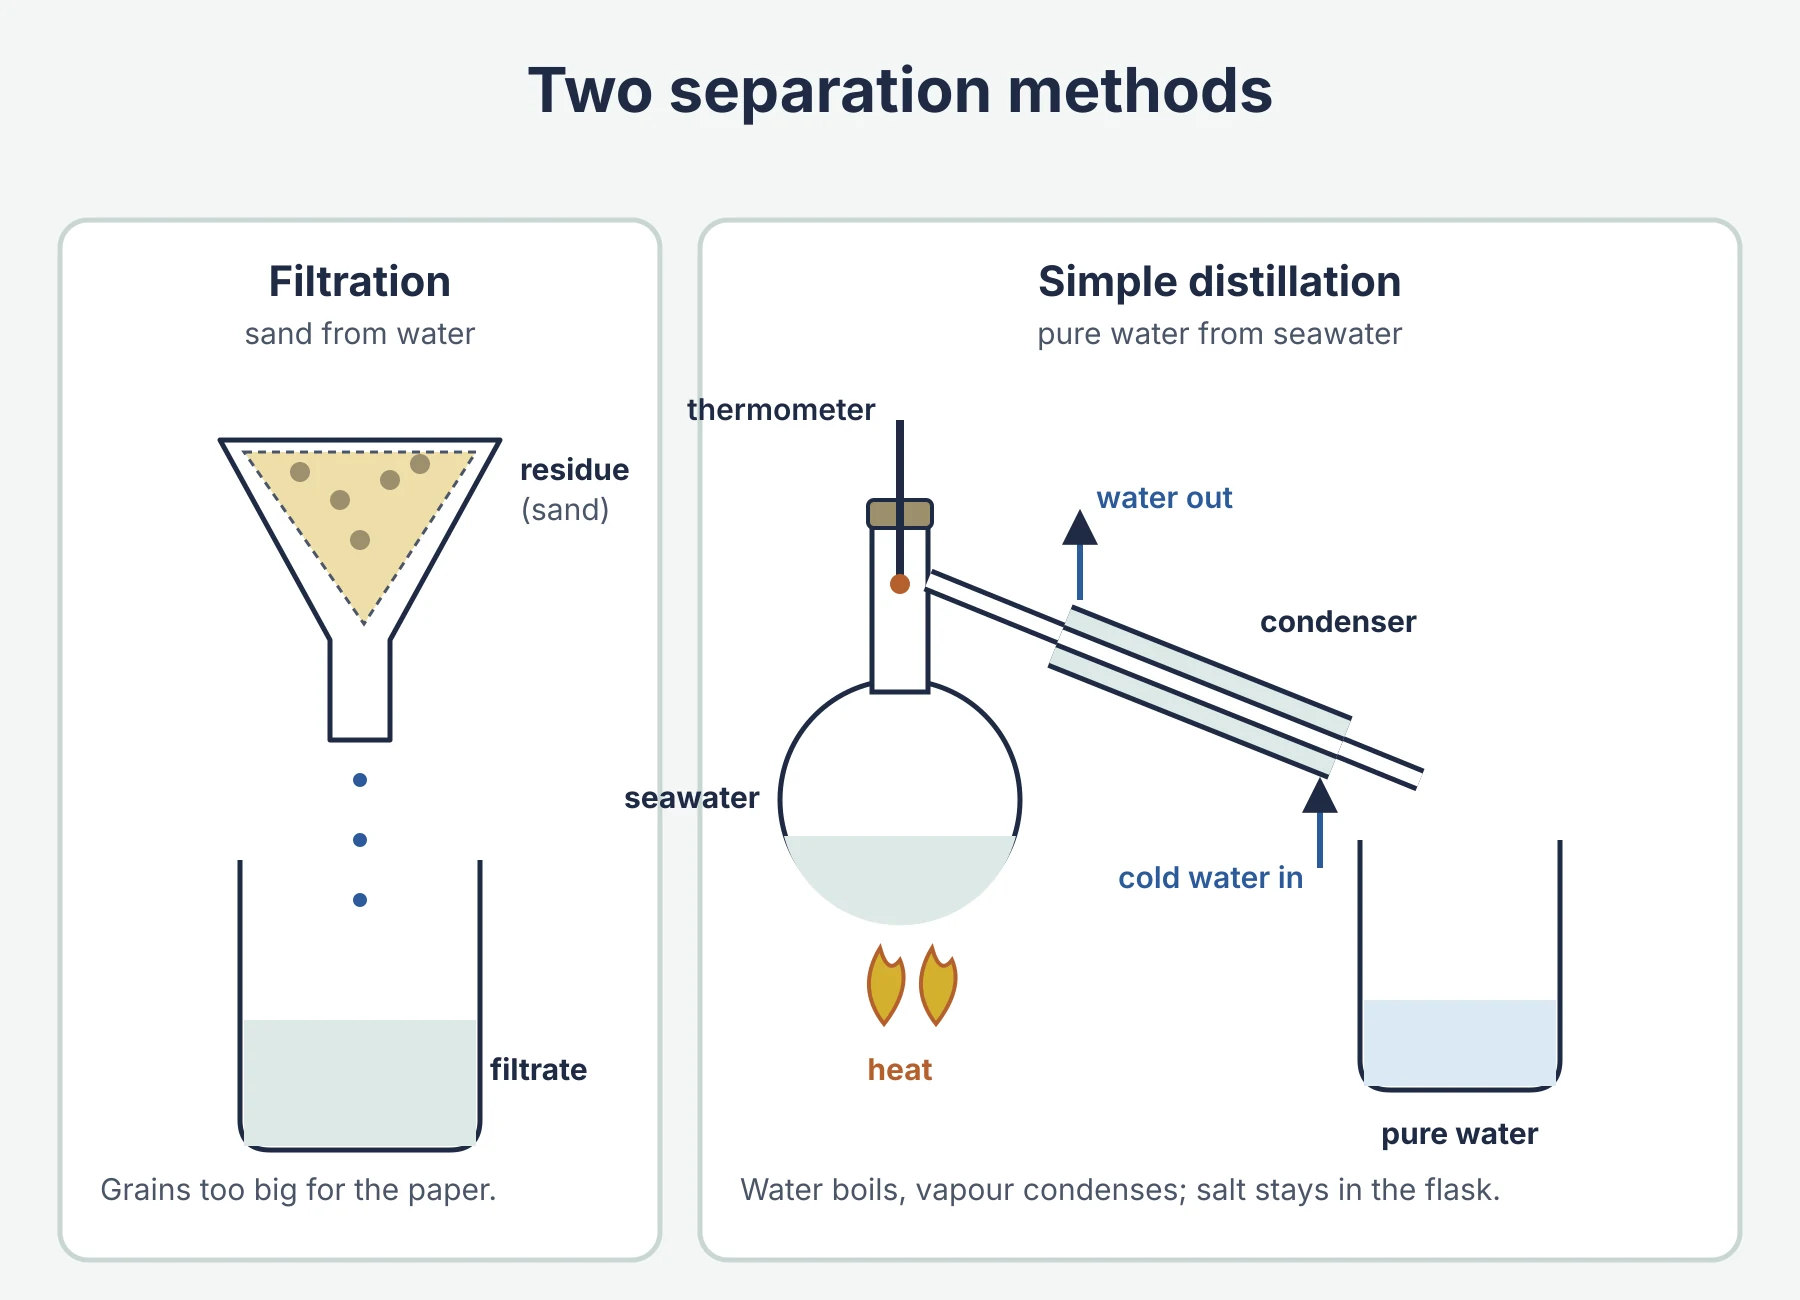 Two separation methods
Filtration
sand from water
residue
(sand)
filtrate
Grains too big for the paper.
Simple distillation
pure water from seawater
thermometer
water out
condenser
seawater
cold water in
heat
pure water
Water boils, vapour condenses; salt stays in the flask.